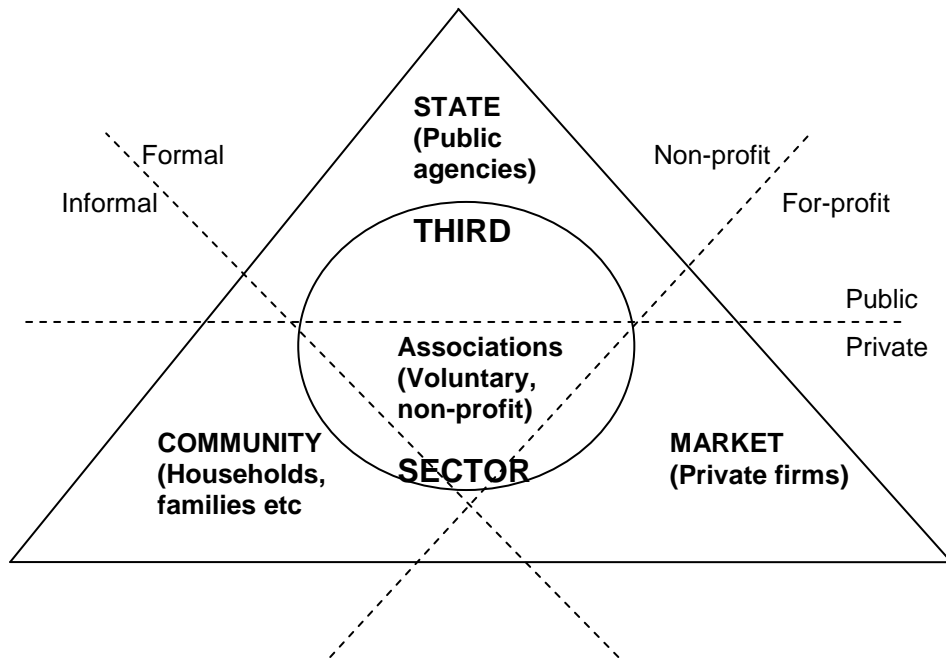 STATE
(Public
agencies)
Formal
Informal
Non-profit
For-profit
THIRD
Public
Private
Associations
(Voluntary,
non-profit)
COMMUNITY
(Households,
families etc
SECTOR
MARKET
(Private firms)